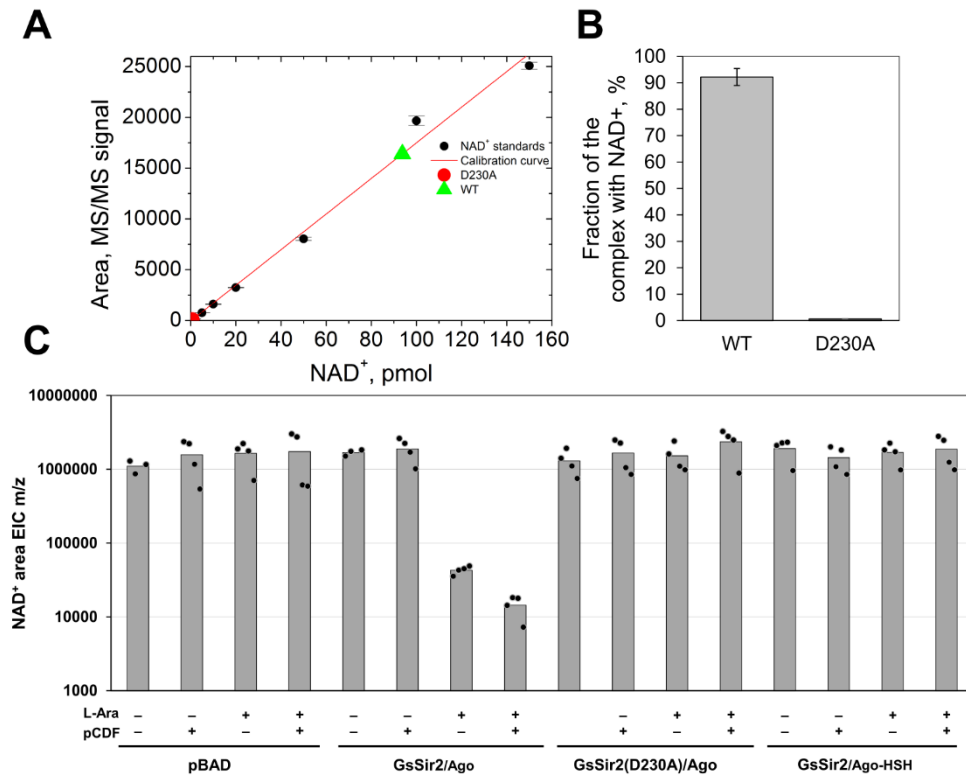 A
Area, MS/MS signal
25000
20000
15000
10000
5000
0
0 20 40 60 80 100 120 140 160
NAD+, pmol
NAD+ standards
Calibration curve
D230A
WT
B
Fraction of the
complex with NAD+, %
100
90
80
70
60
50
40
30
20
10
0
WT D230A
C
NAD+ area EIC m/z
10000000
1000000
100000
10000
1000
L-Ara – – + + – – + + – – + + – – + +
pCDF – + – + – + – + + – + – + – +
pBAD GsSir2/Ago GsSir2(D230A)/Ago GsSir2/Ago-HSH